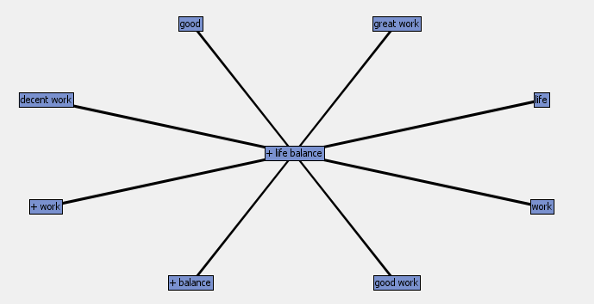 good
great work
decent work
life
+ life balance
+ work
work
+ balance
good work